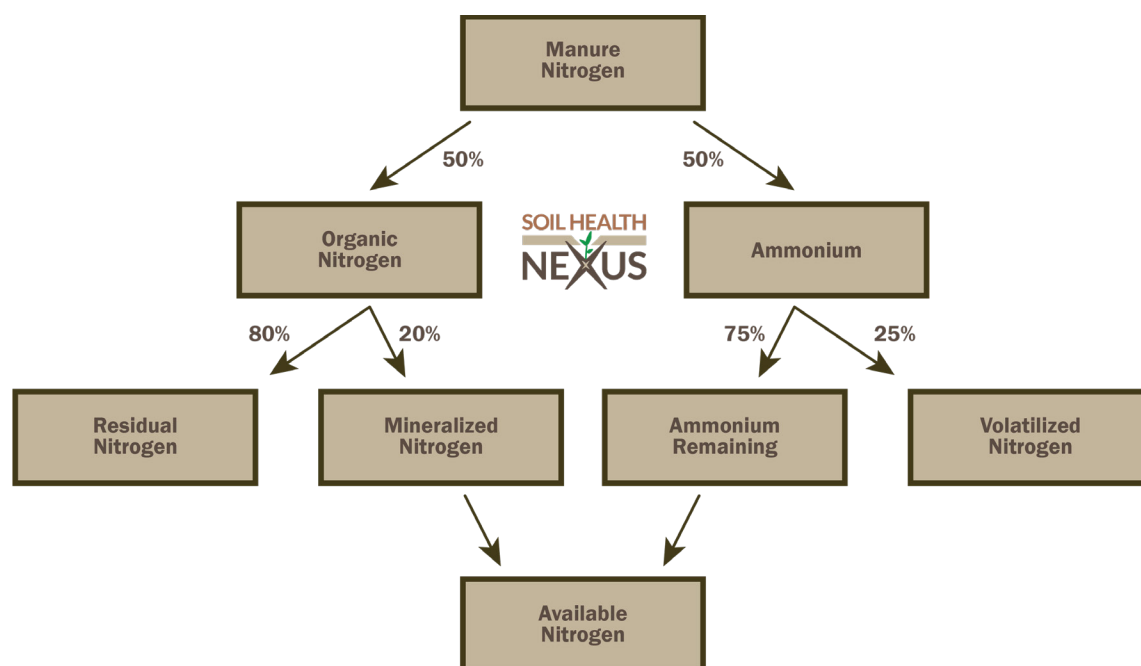 Manure
Nitrogen
50%
50%
Organic
Nitrogen
SOIL HEALTH
NEXUS
Ammonium
80%
20%
75%
25%
Residual
Nitrogen
Mineralized
Nitrogen
Ammonium
Remaining
Volatilized
Nitrogen
Available
Nitrogen